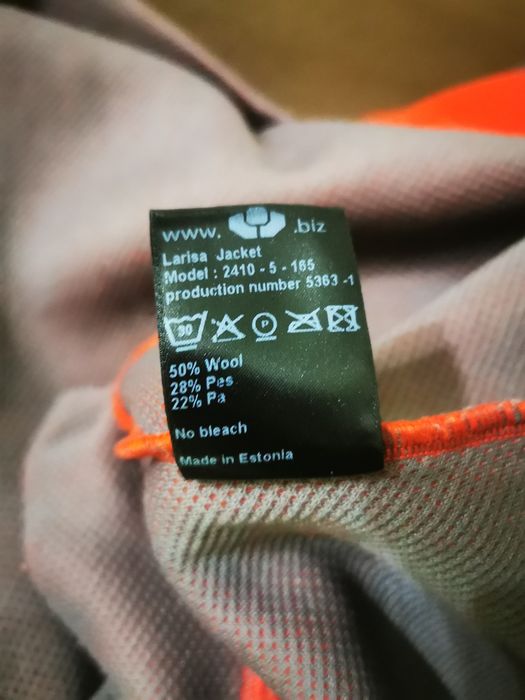 www. .biz
Larisa Jacket
Model : 2410 - 5 - 165
production number 5363 -1
90 P
50% Wool
28% Pes
22% Pa
No bleach
Made in Estonia